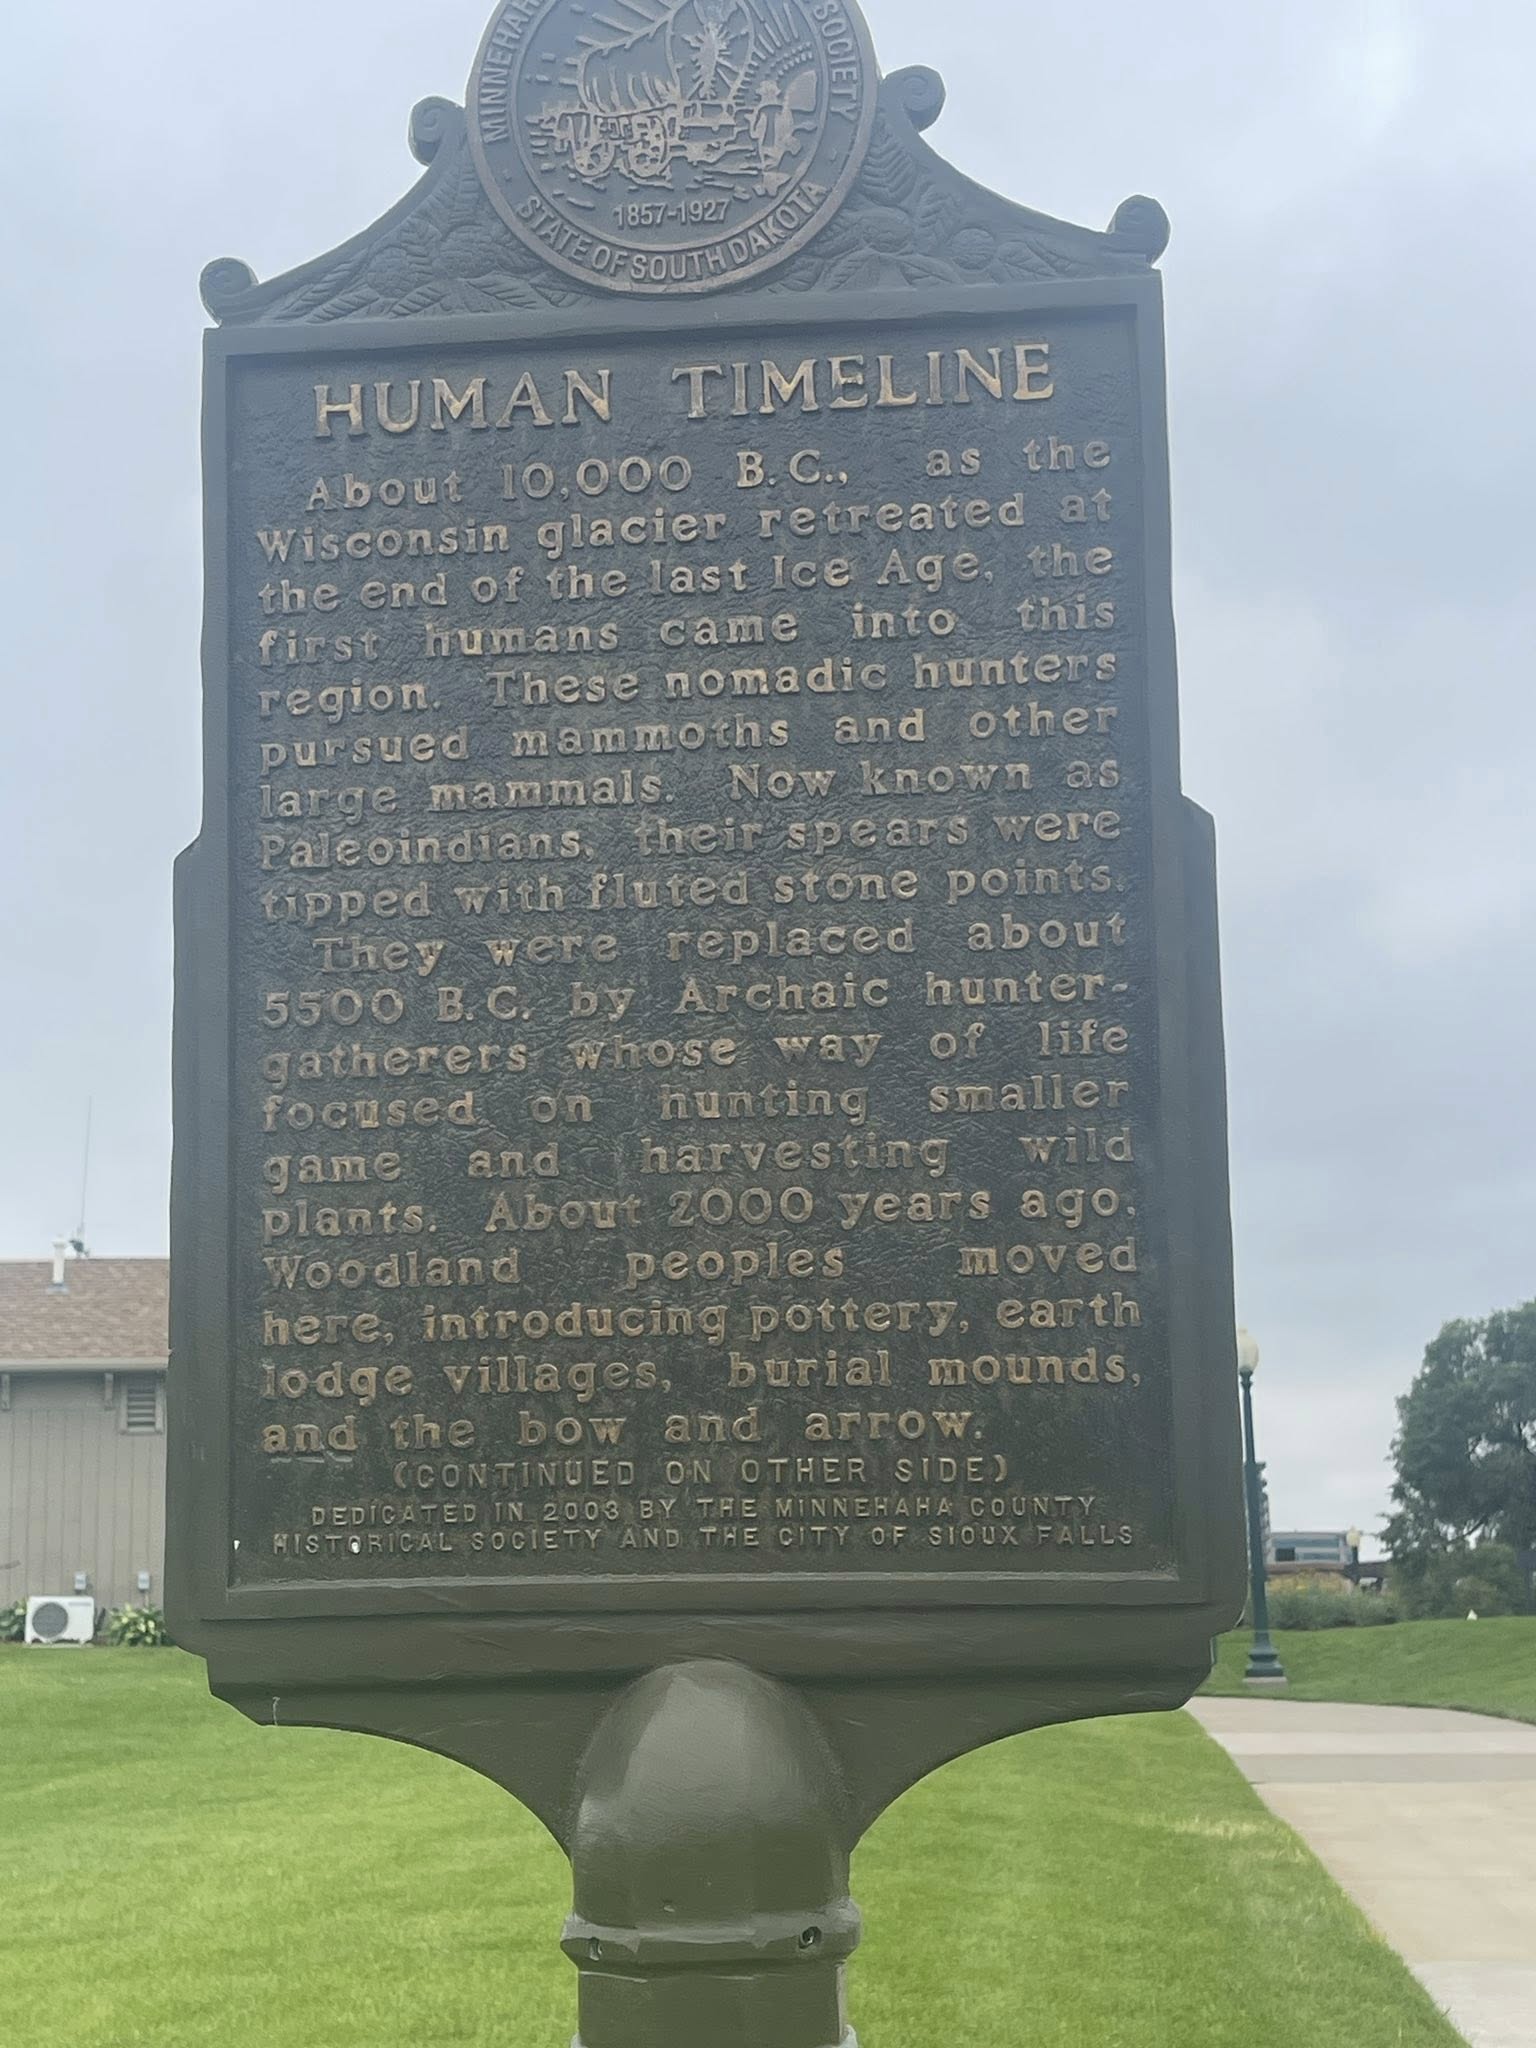 MINNEHAH
SOCIETY
1857-1927
STATE OF SOUTH DAKOTA
HUMAN TIMELINE
About 10,000 B.C., as the
Wisconsin glacier retreated at
the end of the last Ice Age, the
first humans came into this
region. These nomadic hunters
pursued mammoths and other
large mammals. Now known as
Paleoindians, their spears were
tipped with fluted stone points.
They were replaced about
5500 B.C. by Archaic hunter-
gatherers whose way of life
focused on hunting smaller
game and harvesting wild
plants. About 2000 years ago,
Woodland peoples moved
here, introducing pottery, earth
lodge villages, burial mounds,
and the bow and arrow.
(CONTINUED ON OTHER SIDE)
DEDICATED IN 2003 BY THE MINNEHAHA COUNTY
HISTORICAL SOCIETY AND THE CITY OF SIOUX FALLS